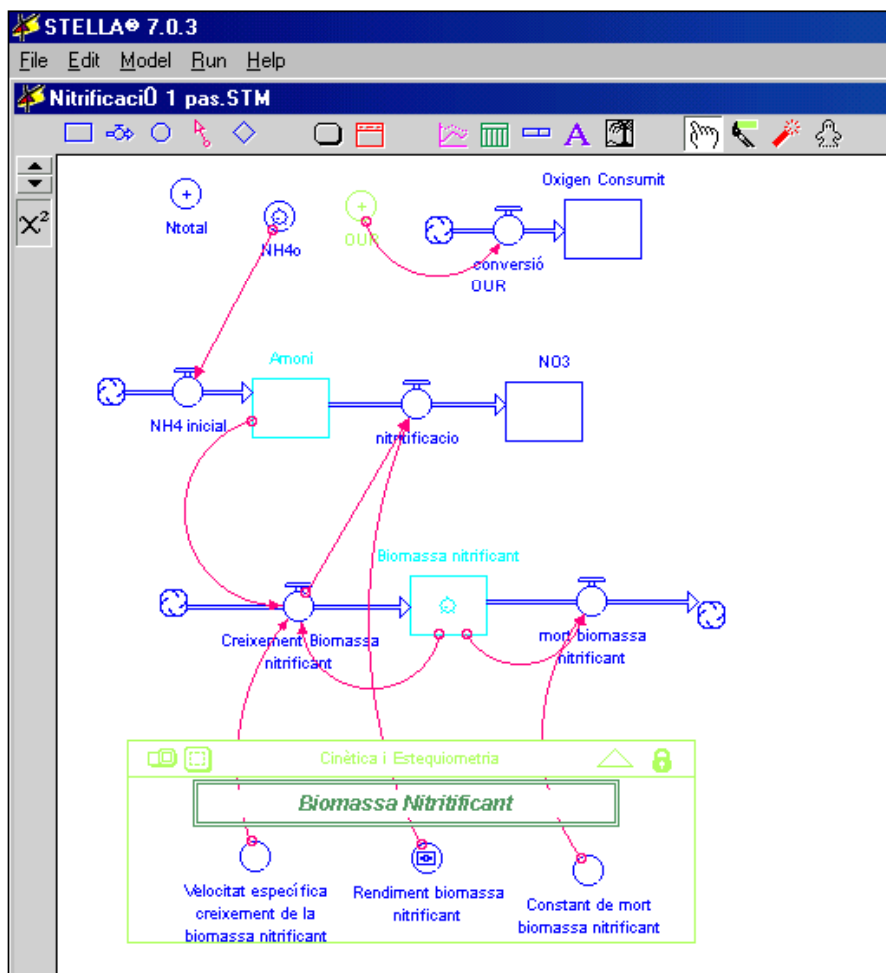 STELLA® 7.0.3
File Edit Model Run Help
Nitrificaci0 1 pas.STM
A
X²
Oxigen Consumit
Ntotal
NH4o
OUR
conversió
OUR
Amoni
NO3
NH4 inicial
nitritificacio
Biomassa nitrificant
Creixement Biomassa
nitrificant
mort biomassa
nitrificant
Cinètica i Estequiometria
Biomassa Nitritificant
Velocitat específica
creixement de la
biomassa nitrificant
Rendiment biomassa
nitrificant
Constant de mort
biomassa nitrificant